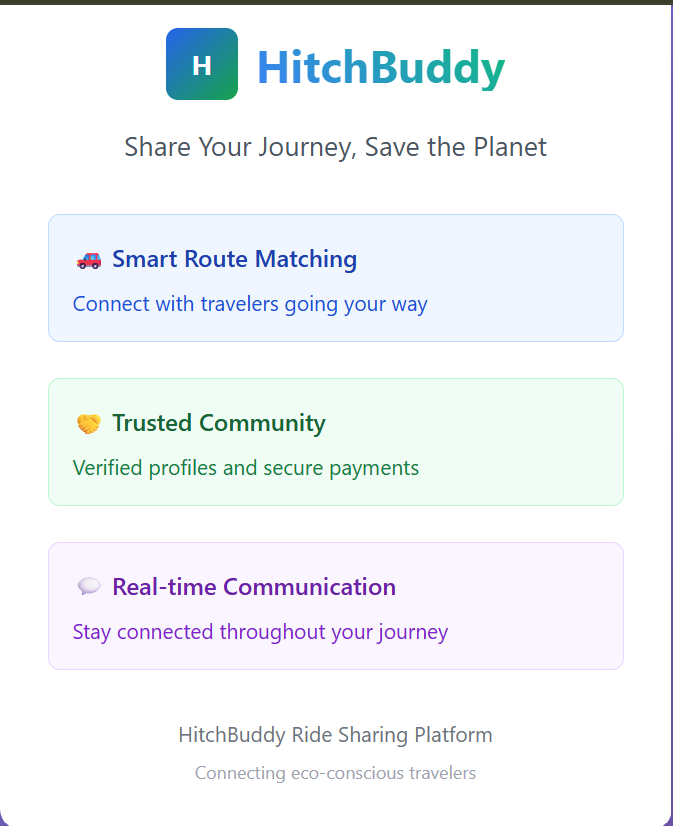 H
HitchBuddy
Share Your Journey, Save the Planet
Smart Route Matching
Connect with travelers going your way
Trusted Community
Verified profiles and secure payments
Real-time Communication
Stay connected throughout your journey
HitchBuddy Ride Sharing Platform
Connecting eco-conscious travelers